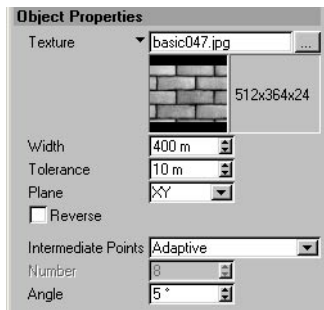 Object Properties
Texture basic047.jpg ...
512x364x24
Width 400 m
Tolerance 10 m
Plane XY
Reverse
Intermediate Points Adaptive
Number 8
Angle 5 °